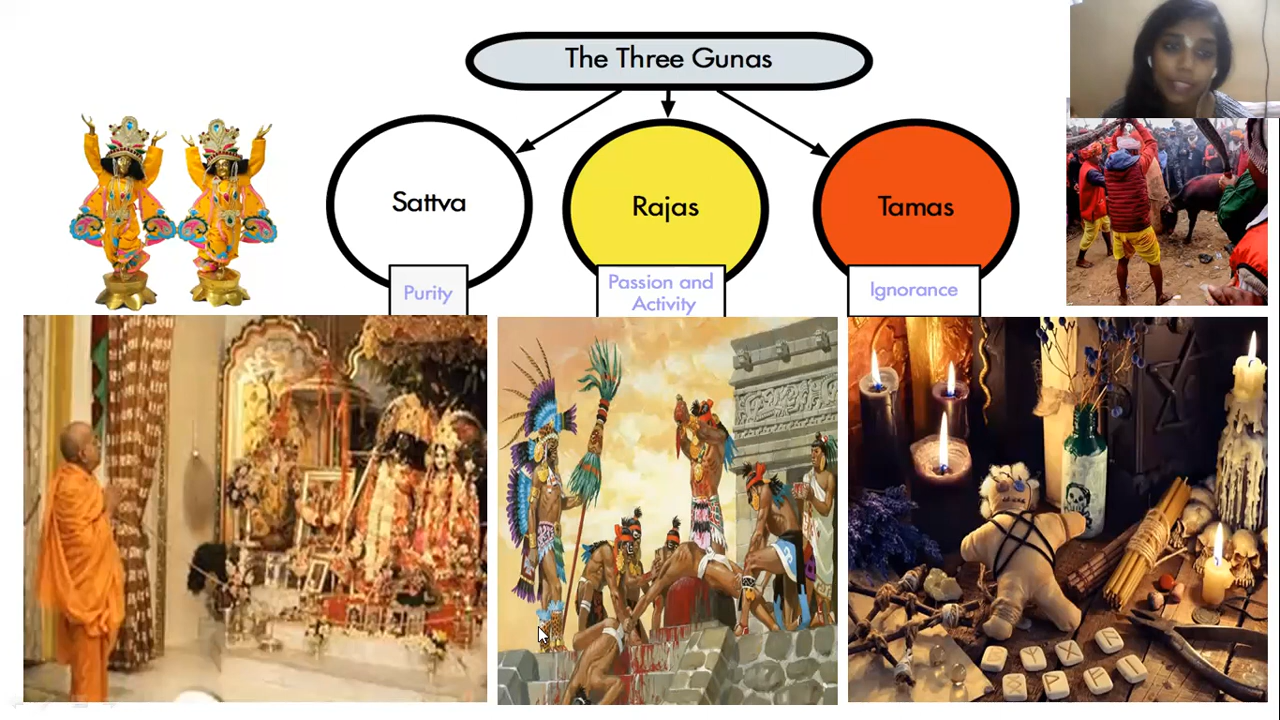 The Three Gunas
Sattva
Rajas
Tamas
Purity
Passion and
Activity
Ignorance